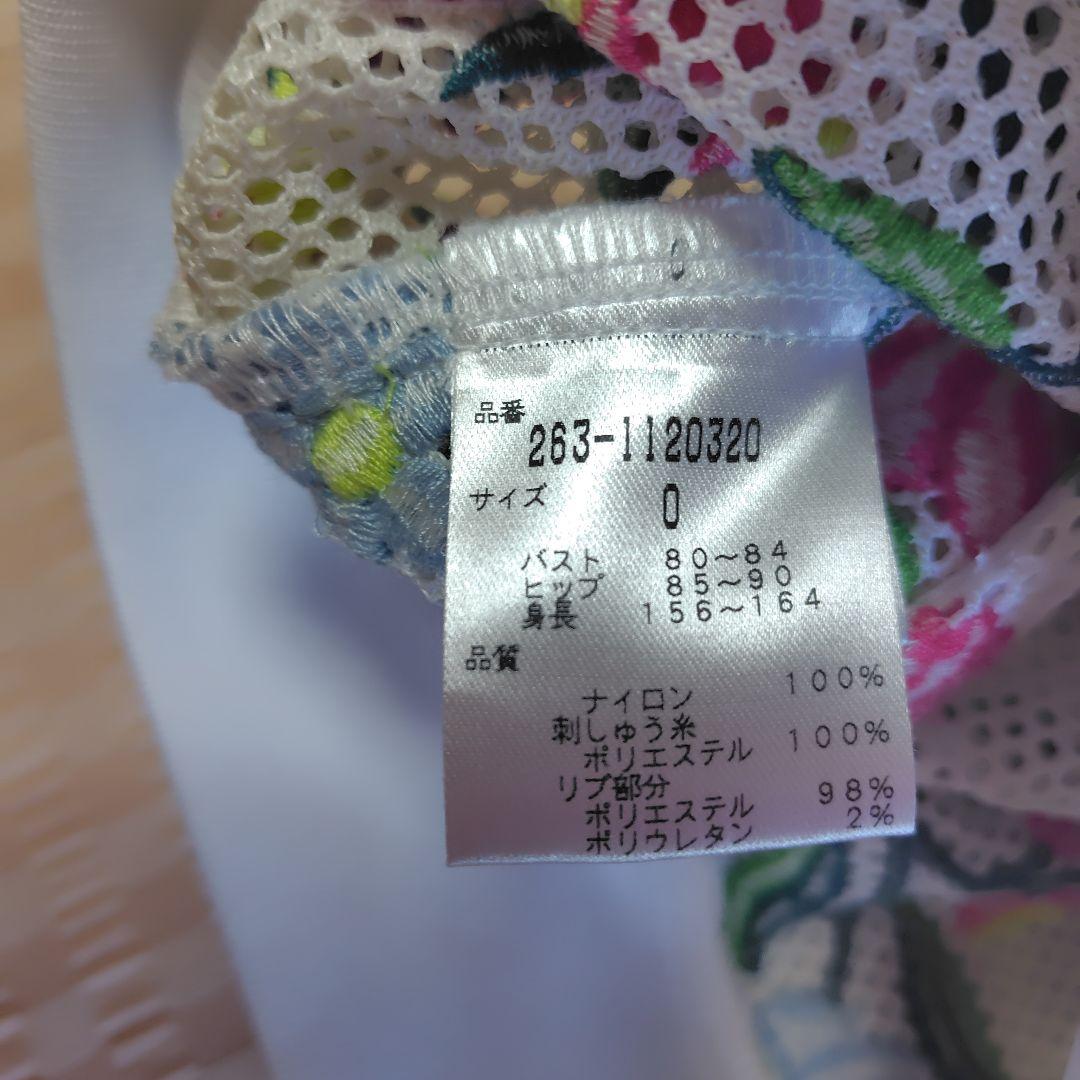 品番
263-1120320
サイズ 0
バスト 80～84
ヒップ 85～90
身長 156～164
品質
ナイロン 100%
刺しゅう糸
ポリエステル 100%
リブ部分
ポリエステル 98%
ポリウレタン 2%